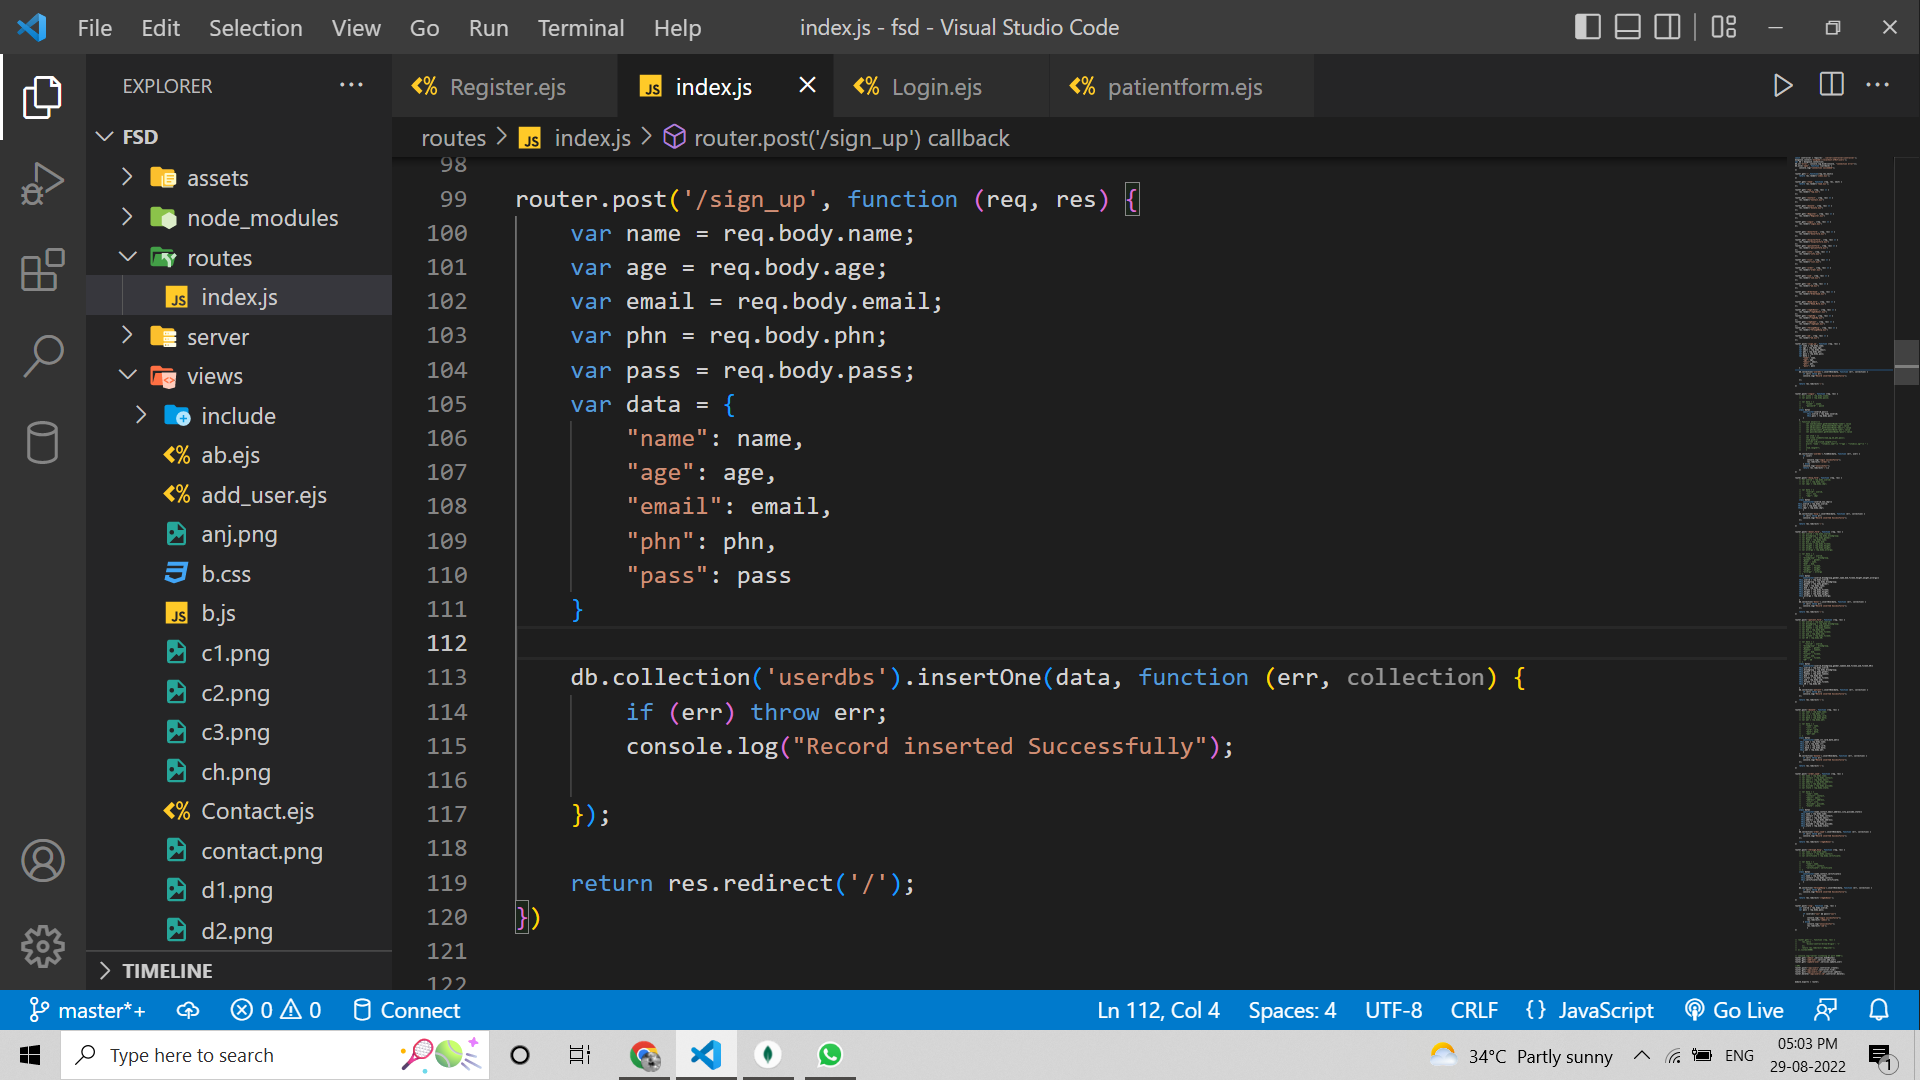 File Edit Selection View Go Run Terminal Help index.js - fsd - Visual Studio Code
EXPLORER
Register.ejs
JS index.js
Login.ejs
patientform.ejs
routes > JS index.js > router.post('/sign_up') callback
FSD
assets
node_modules
routes
JS index.js
server
views
include
ab.ejs
add_user.ejs
anj.png
b.css
JS b.js
c1.png
c2.png
c3.png
ch.png
Contact.ejs
contact.png
d1.png
d2.png
TIMELINE
98
99 router.post('/sign_up', function (req, res) {
100 var name = req.body.name;
101 var age = req.body.age;
102 var email = req.body.email;
103 var phn = req.body.phn;
104 var pass = req.body.pass;
105 var data = {
106 "name": name,
107 "age": age,
108 "email": email,
109 "phn": phn,
110 "pass": pass
111 }
112
113 db.collection('userdbs').insertOne(data, function (err, collection) {
114 if (err) throw err;
115 console.log("Record inserted Successfully");
116
117 });
118
119 return res.redirect('/');
120 })
121
122
master*+ 0 0 Connect Ln 112, Col 4 Spaces: 4 UTF-8 CRLF {} JavaScript Go Live
Type here to search
34°C Partly sunny ENG
05:03 PM
29-08-2022
1